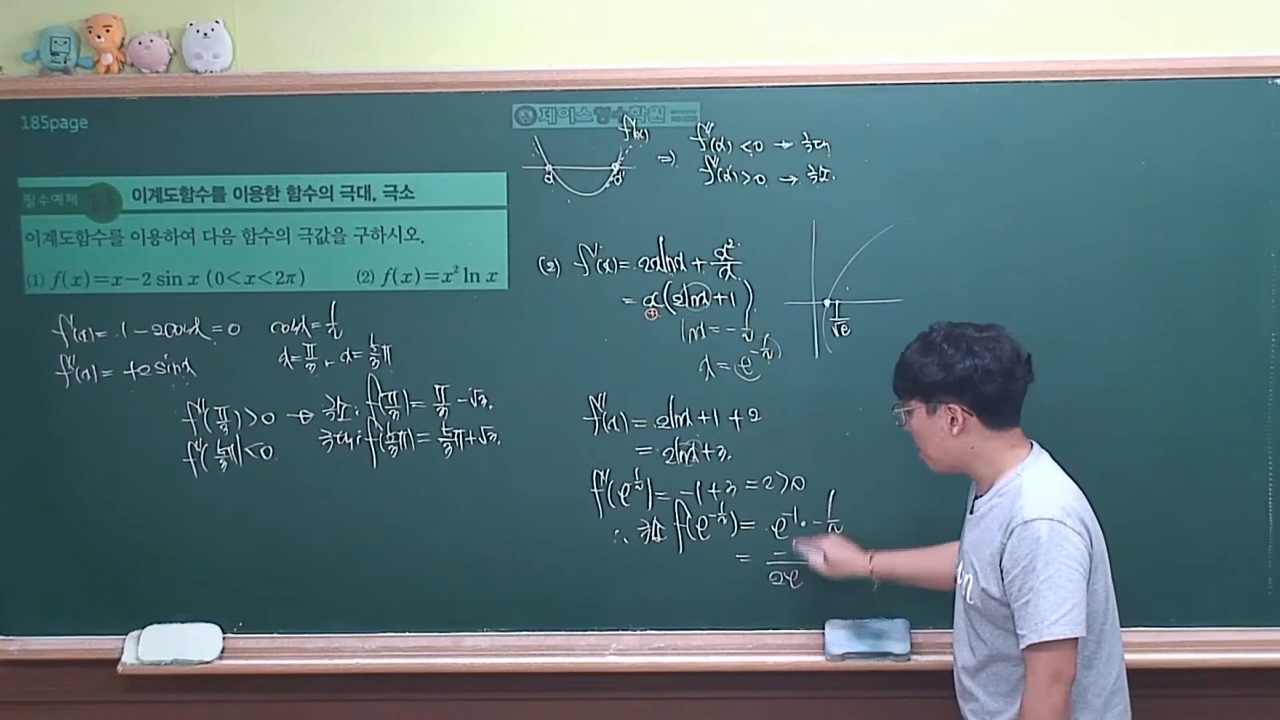 185page
제이스영수학원
필수예제
이계도함수를 이용한 함수의 극대, 극소
이계도함수를 이용하여 다음 함수의 극값을 구하시오.
(1) f(x)=x−2 sin x (0<x<2π) (2) f(x)=x² ln x
f'(x)= 1−2cosx=0 cosx=1/2
x=π/3, x=5/3π
f''(x)= +2sinx
f''(π/3)>0 → 극소: f(π/3)= π/3 −√3.
f''(5/3π)<0 극대: f(5/3π)= 5/3π+√3.
f'(x)
⇒ f''(α)<0 → 극대
f''(α)>0 → 극소.
(2) f'(x)= 2xlnx + x²/x
= x(2lnx+1)
lnx = −1/2
x = e^{-1/2}
1/√e
f''(x)= 2lnx+1+2
= 2lnx+3.
= −1+3 =2>0
∴ 극소 f(e^{-1/2})= e^{-1}·−1/2
= 2e